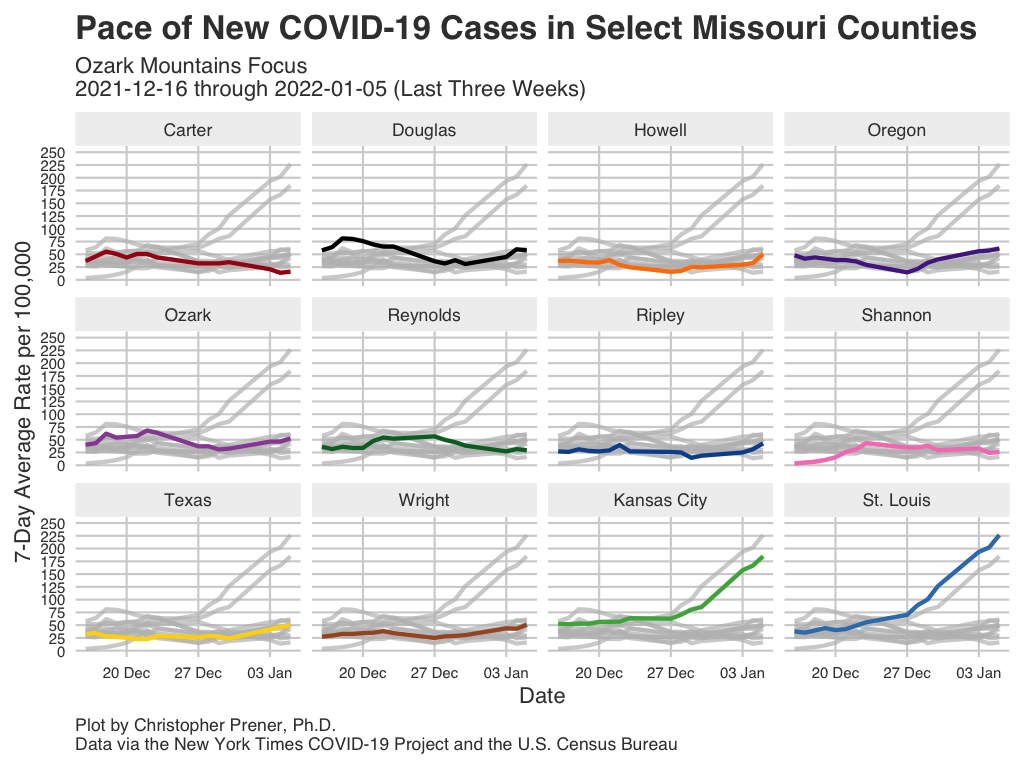 Pace of New COVID-19 Cases in Select Missouri Counties
Ozark Mountains Focus
2021-12-16 through 2022-01-05 (Last Three Weeks)
7-Day Average Rate per 100,000
Carter
Douglas
Howell
Oregon
250
225
200
175
150
125
100
75
50
25
0
Ozark
Reynolds
Ripley
Shannon
250
225
200
175
150
125
100
75
50
25
0
Texas
Wright
Kansas City
St. Louis
250
225
200
175
150
125
100
75
50
25
0
20 Dec 27 Dec 03 Jan
20 Dec 27 Dec 03 Jan
20 Dec 27 Dec 03 Jan
20 Dec 27 Dec 03 Jan
Date
Plot by Christopher Prener, Ph.D.
Data via the New York Times COVID-19 Project and the U.S. Census Bureau